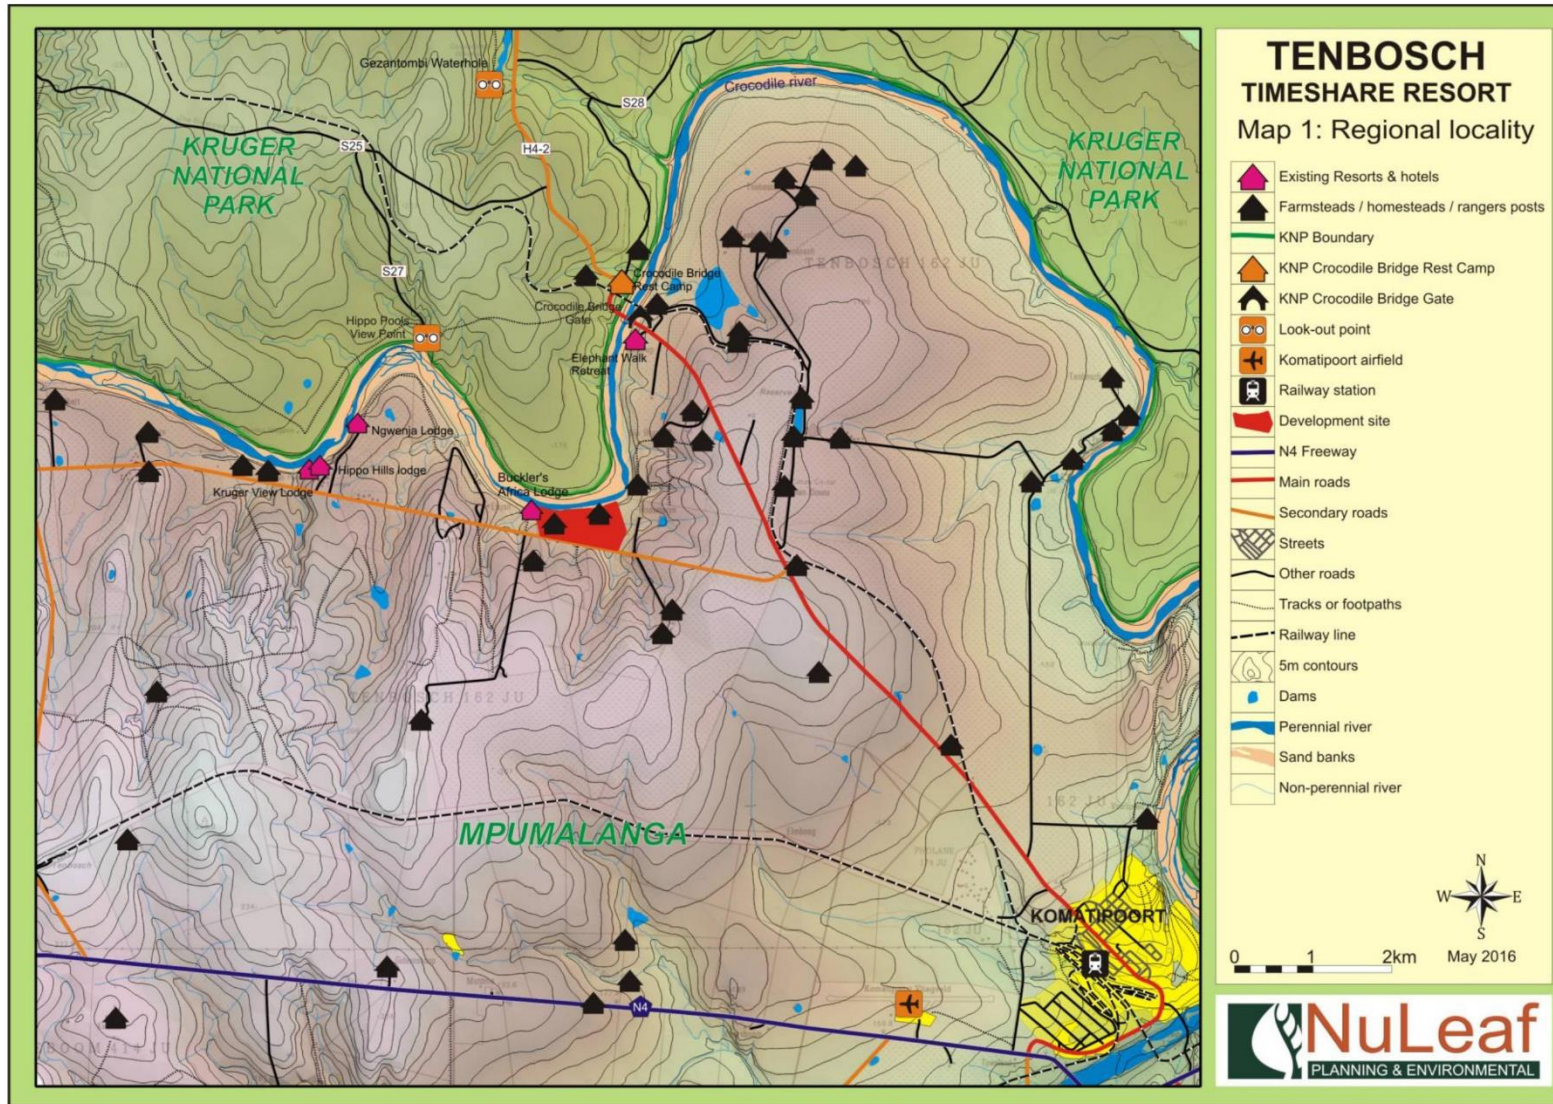 Gezantombi Waterhole
Crocodile river
S28
S25
H4-2
KRUGER
NATIONAL
PARK
KRUGER
NATIONAL
PARK
S27
TENBOSCH 162 JU
Crocodile Bridge
Rest Camp
Crocodile Bridge
Gate
Hippo Pools
View Point
Elephant Walk
Retreat
Ngwenja Lodge
Hippo Hills lodge
Kruger View Lodge
Buckler's
Africa Lodge
TENBOSCH 162 JU
162 JU
MPUMALANGA
KOMATIPOORT
N4
TENBOSCH
TIMESHARE RESORT
Map 1: Regional locality
Existing Resorts & hotels
Farmsteads / homesteads / rangers posts
KNP Boundary
KNP Crocodile Bridge Rest Camp
KNP Crocodile Bridge Gate
Look-out point
Komatipoort airfield
Railway station
Development site
N4 Freeway
Main roads
Secondary roads
Streets
Other roads
Tracks or footpaths
Railway line
5m contours
Dams
Perennial river
Sand banks
Non-perennial river
N
W E
S
0 1 2km
May 2016
NuLeaf
PLANNING & ENVIRONMENTAL